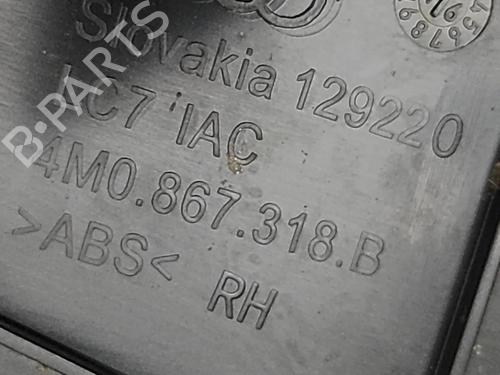 Slovakia 129220
IAC
4M0.867.318.B
>ABS< RH
B-PARTS